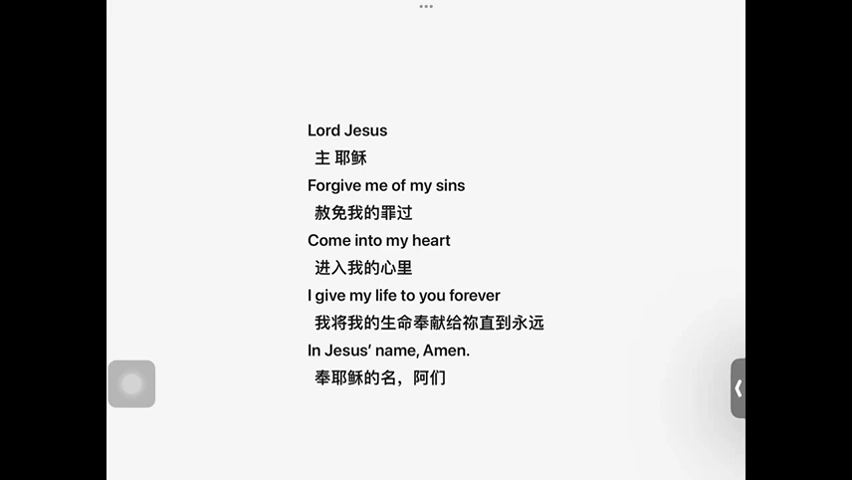 Lord Jesus
主 耶稣
Forgive me of my sins
赦免我的罪过
Come into my heart
进入我的心里
I give my life to you forever
我将我的生命奉献给祢直到永远
In Jesus’ name, Amen.
奉耶稣的名，阿们